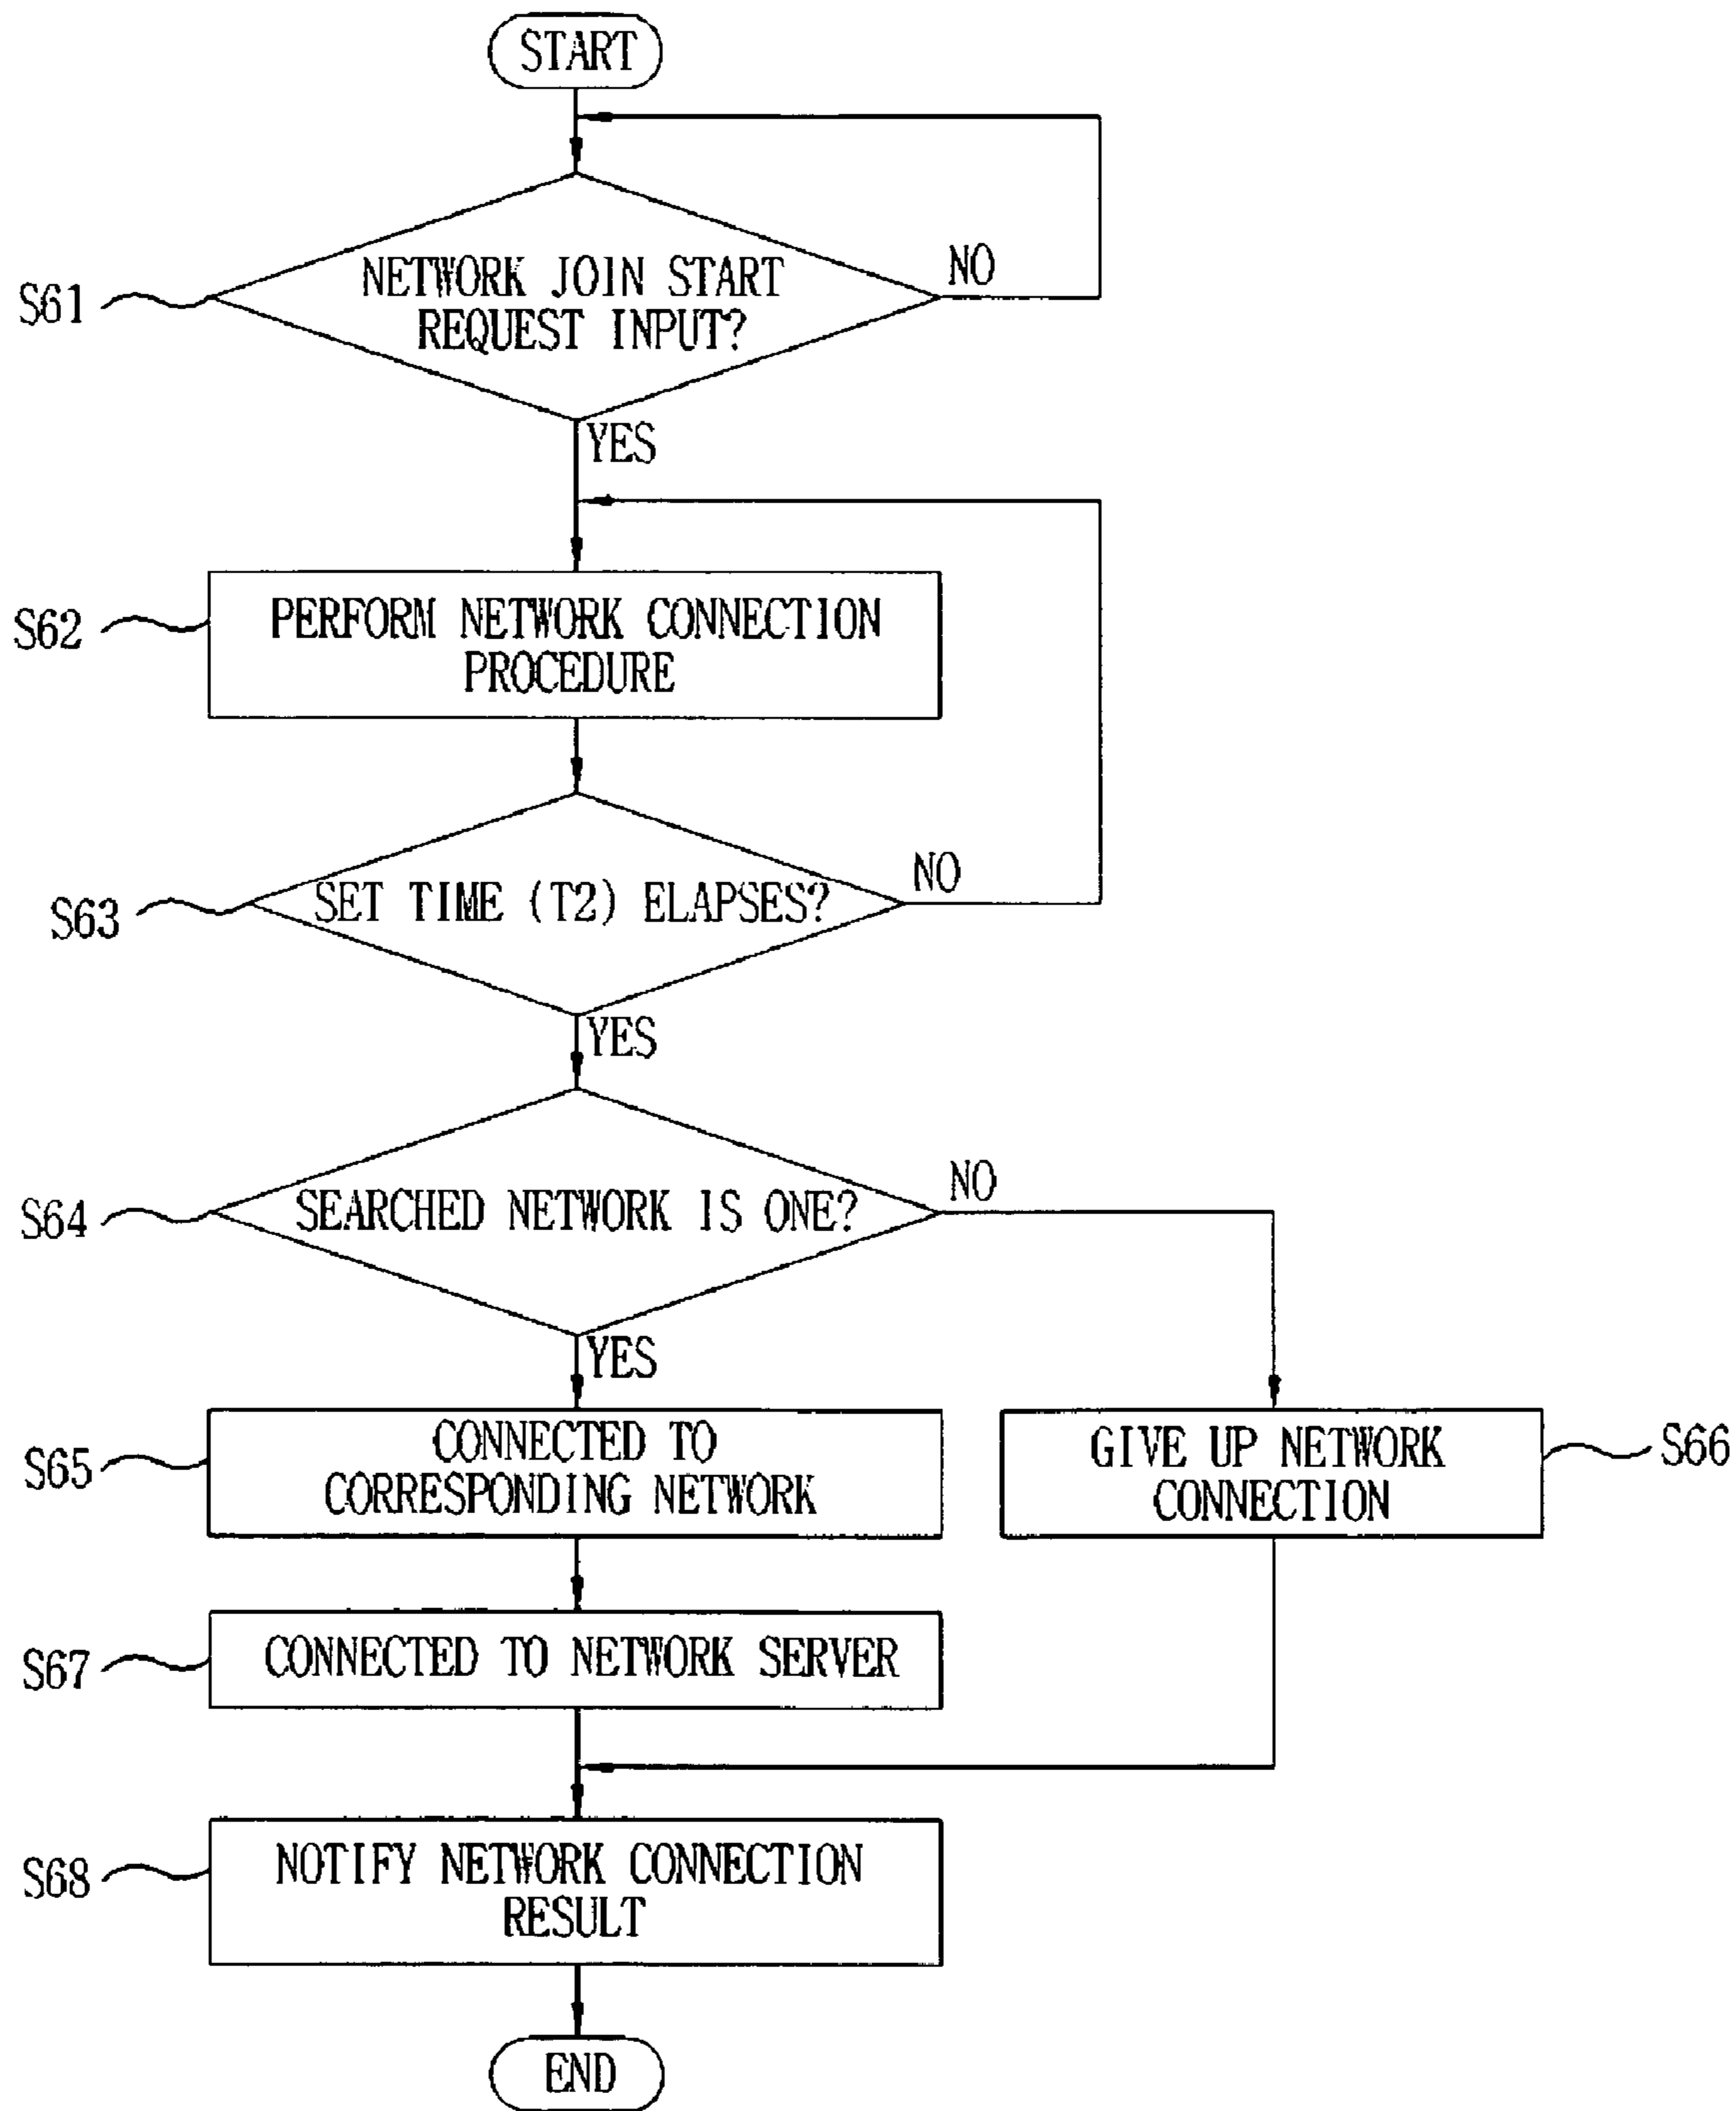 START
NETWORK JOIN START
REQUEST INPUT?
NO
S61
YES
S62
PERFORM NETWORK CONNECTION
PROCEDURE
S63
SET TIME (T2) ELAPSES?
NO
YES
S64
SEARCHED NETWORK IS ONE?
NO
YES
S65
CONNECTED TO
CORRESPONDING NETWORK
GIVE UP NETWORK
CONNECTION
S66
S67
CONNECTED TO NETWORK SERVER
S68
NOTIFY NETWORK CONNECTION
RESULT
END